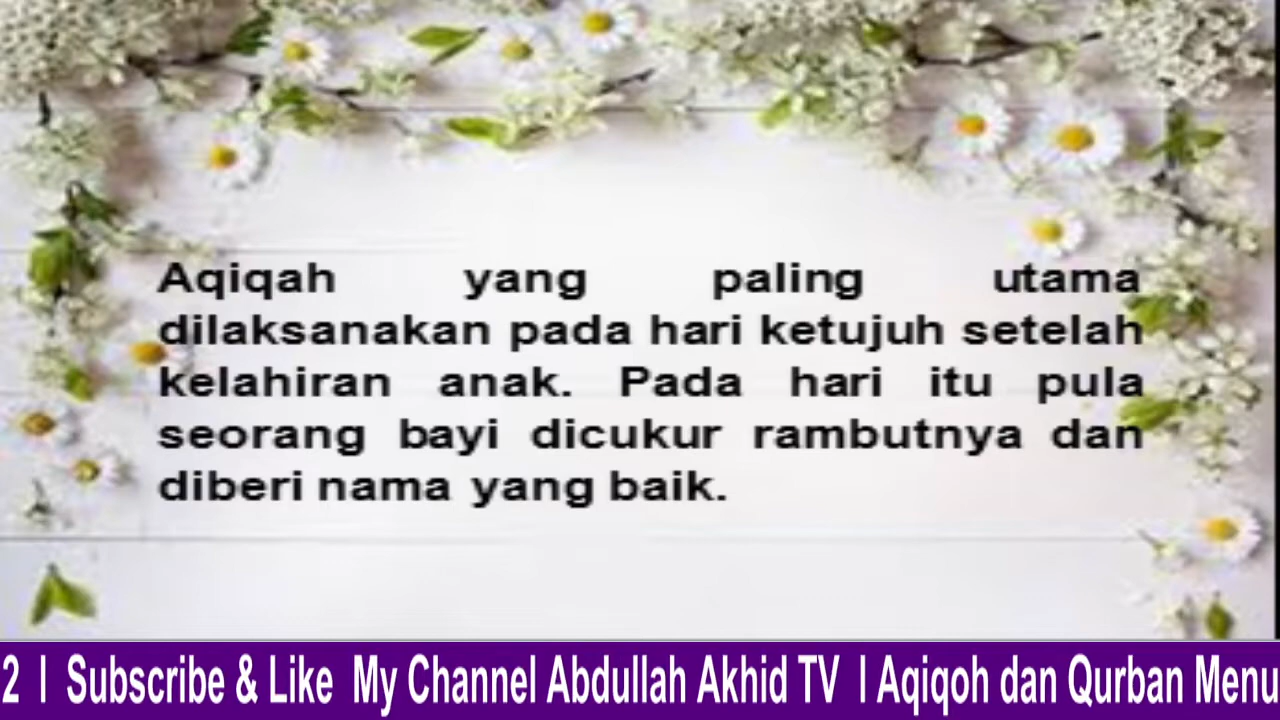 Aqiqah yang paling utama
dilaksanakan pada hari ketujuh setelah
kelahiran anak. Pada hari itu pula
seorang bayi dicukur rambutnya dan
diberi nama yang baik.
2 I Subscribe & Like My Channel Abdullah Akhid TV I Aqiqoh dan Qurban Menu